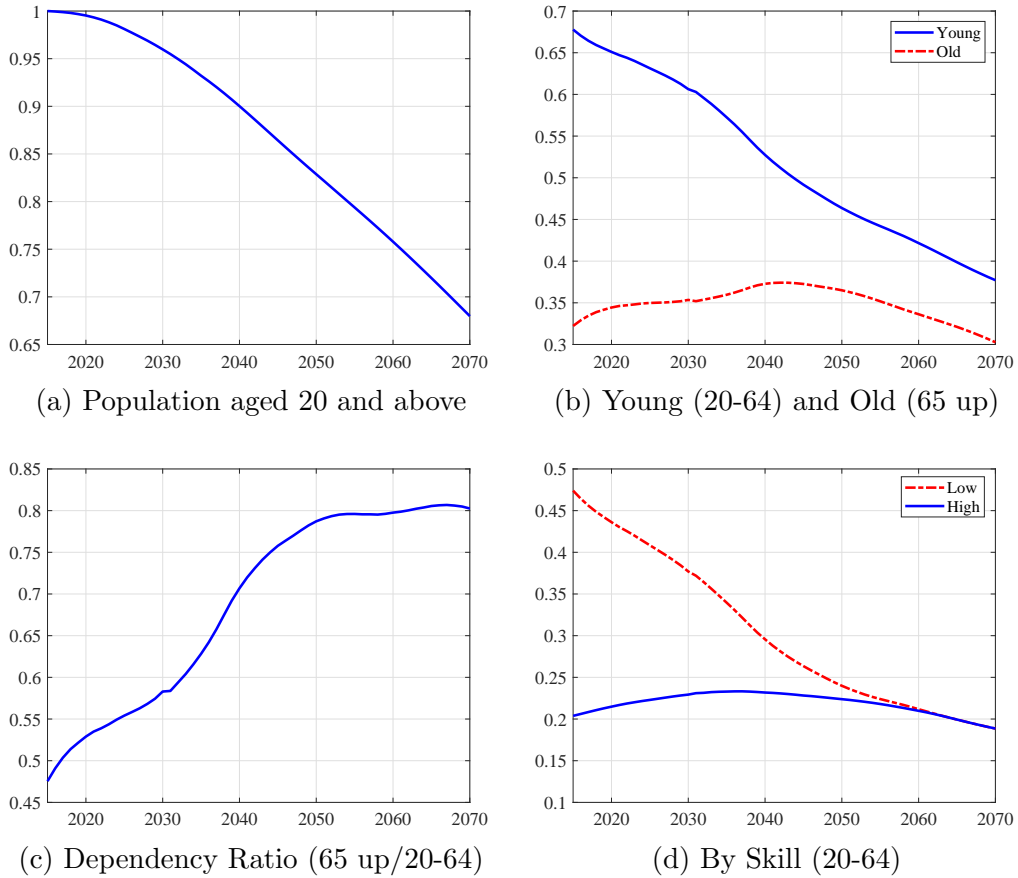 1
0.95
0.9
0.85
0.8
0.75
0.7
0.65
2020 2030 2040 2050 2060 2070
(a) Population aged 20 and above
0.7
0.65
0.6
0.55
0.5
0.45
0.4
0.35
0.3
Young
Old
2020 2030 2040 2050 2060 2070
(b) Young (20-64) and Old (65 up)
0.85
0.8
0.75
0.7
0.65
0.6
0.55
0.5
0.45
2020 2030 2040 2050 2060 2070
(c) Dependency Ratio (65 up/20-64)
0.5
0.45
0.4
0.35
0.3
0.25
0.2
0.15
0.1
Low
High
2020 2030 2040 2050 2060 2070
(d) By Skill (20-64)